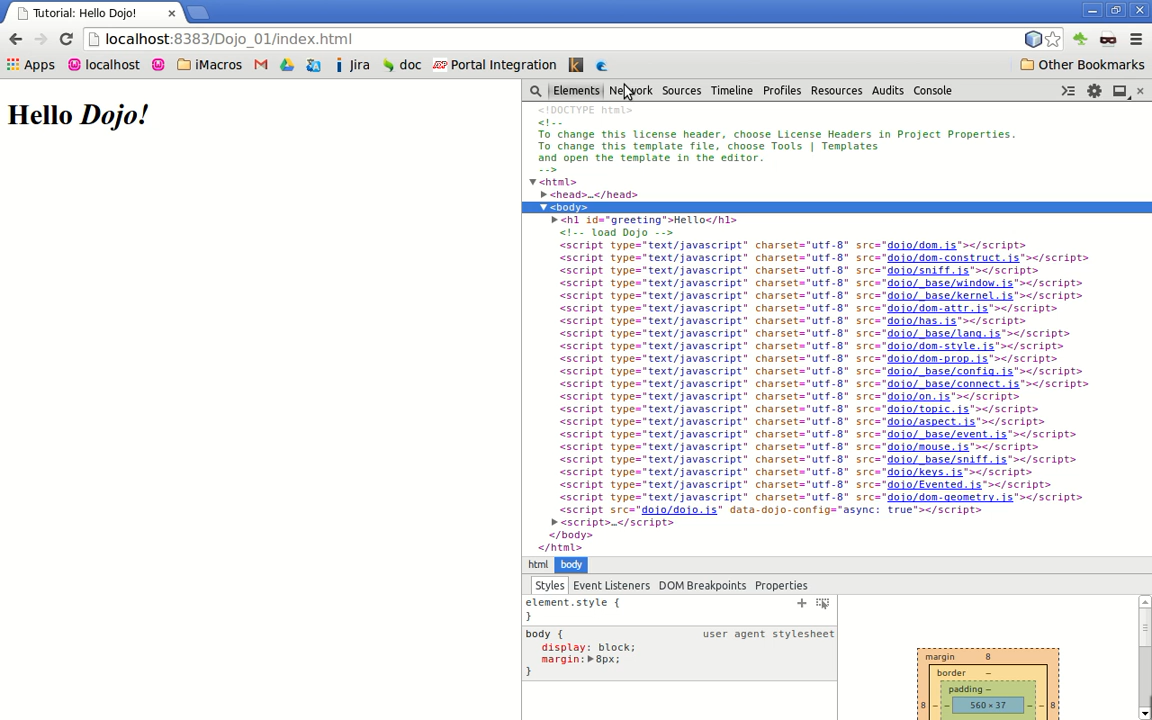 Tutorial: Hello Dojo!
localhost:8383/Dojo_01/index.html
Apps localhost iMacros Jira doc Portal Integration Other Bookmarks
Hello Dojo!
Elements Network Sources Timeline Profiles Resources Audits Console
<!DOCTYPE html>
<!--
To change this license header, choose License Headers in Project Properties.
To change this template file, choose Tools | Templates
and open the template in the editor.
-->
<html>
<head>…</head>
<body>
<h1 id="greeting">Hello</h1>
<!-- load Dojo -->
<script type="text/javascript" charset="utf-8" src="dojo/dom.js"></script>
<script type="text/javascript" charset="utf-8" src="dojo/dom-construct.js"></script>
<script type="text/javascript" charset="utf-8" src="dojo/sniff.js"></script>
<script type="text/javascript" charset="utf-8" src="dojo/_base/window.js"></script>
<script type="text/javascript" charset="utf-8" src="dojo/_base/kernel.js"></script>
<script type="text/javascript" charset="utf-8" src="dojo/dom-attr.js"></script>
<script type="text/javascript" charset="utf-8" src="dojo/has.js"></script>
<script type="text/javascript" charset="utf-8" src="dojo/_base/lang.js"></script>
<script type="text/javascript" charset="utf-8" src="dojo/dom-style.js"></script>
<script type="text/javascript" charset="utf-8" src="dojo/dom-prop.js"></script>
<script type="text/javascript" charset="utf-8" src="dojo/_base/config.js"></script>
<script type="text/javascript" charset="utf-8" src="dojo/_base/connect.js"></script>
<script type="text/javascript" charset="utf-8" src="dojo/on.js"></script>
<script type="text/javascript" charset="utf-8" src="dojo/topic.js"></script>
<script type="text/javascript" charset="utf-8" src="dojo/aspect.js"></script>
<script type="text/javascript" charset="utf-8" src="dojo/_base/event.js"></script>
<script type="text/javascript" charset="utf-8" src="dojo/mouse.js"></script>
<script type="text/javascript" charset="utf-8" src="dojo/_base/sniff.js"></script>
<script type="text/javascript" charset="utf-8" src="dojo/keys.js"></script>
<script type="text/javascript" charset="utf-8" src="dojo/Evented.js"></script>
<script type="text/javascript" charset="utf-8" src="dojo/dom-geometry.js"></script>
<script src="dojo/dojo.js" data-dojo-config="async: true"></script>
<script>…</script>
</body>
</html>
html body
Styles Event Listeners DOM Breakpoints Properties
element.style {
}
body { user agent stylesheet
display: block;
margin: 8px;
}
margin 8
border –
padding –
8 – – 560 × 37 – – 8